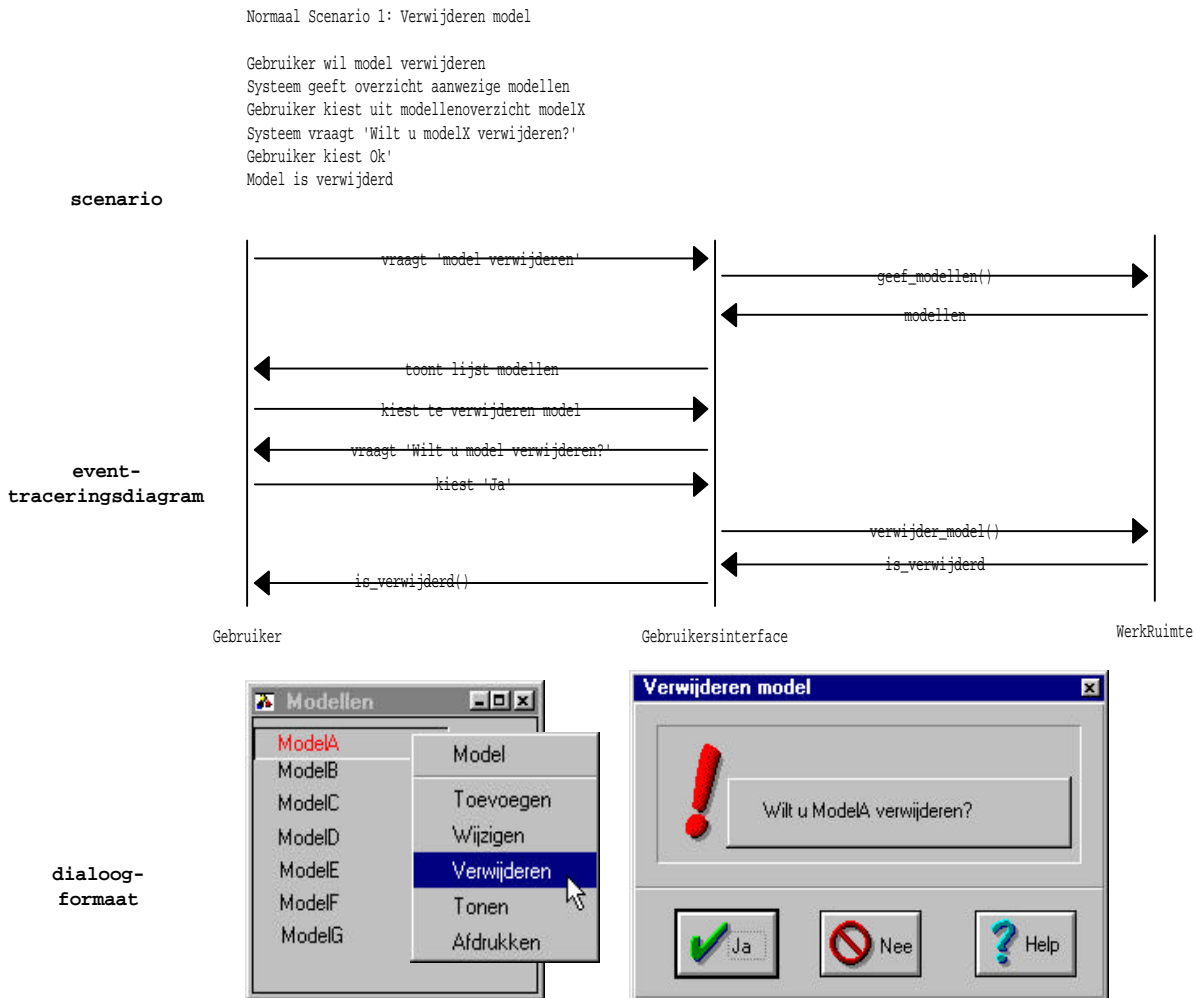 Normaal Scenario 1: Verwijderen model
Gebruiker wil model verwijderen
Systeem geeft overzicht aanwezige modellen
Gebruiker kiest uit modellenoverzicht modelX
Systeem vraagt 'Wilt u modelX verwijderen?'
Gebruiker kiest Ok'
Model is verwijderd
scenario
vraagt 'model verwijderen'
geef_modellen()
modellen
toont lijst modellen
kiest te verwijderen model
vraagt 'Wilt u model verwijderen?'
kiest 'Ja'
event-
traceringsdiagram
verwijder_model()
is_verwijderd
is_verwijderd()
Gebruiker
Gebruikersinterface
WerkRuimte
Modellen
ModelA
ModelB
ModelC
ModelD
ModelE
ModelF
ModelG
Model
Toevoegen
Wijzigen
Verwijderen
Tonen
Afdrukken
Verwijderen model
Wilt u ModelA verwijderen?
Ja
Nee
Help
dialoog-
formaat